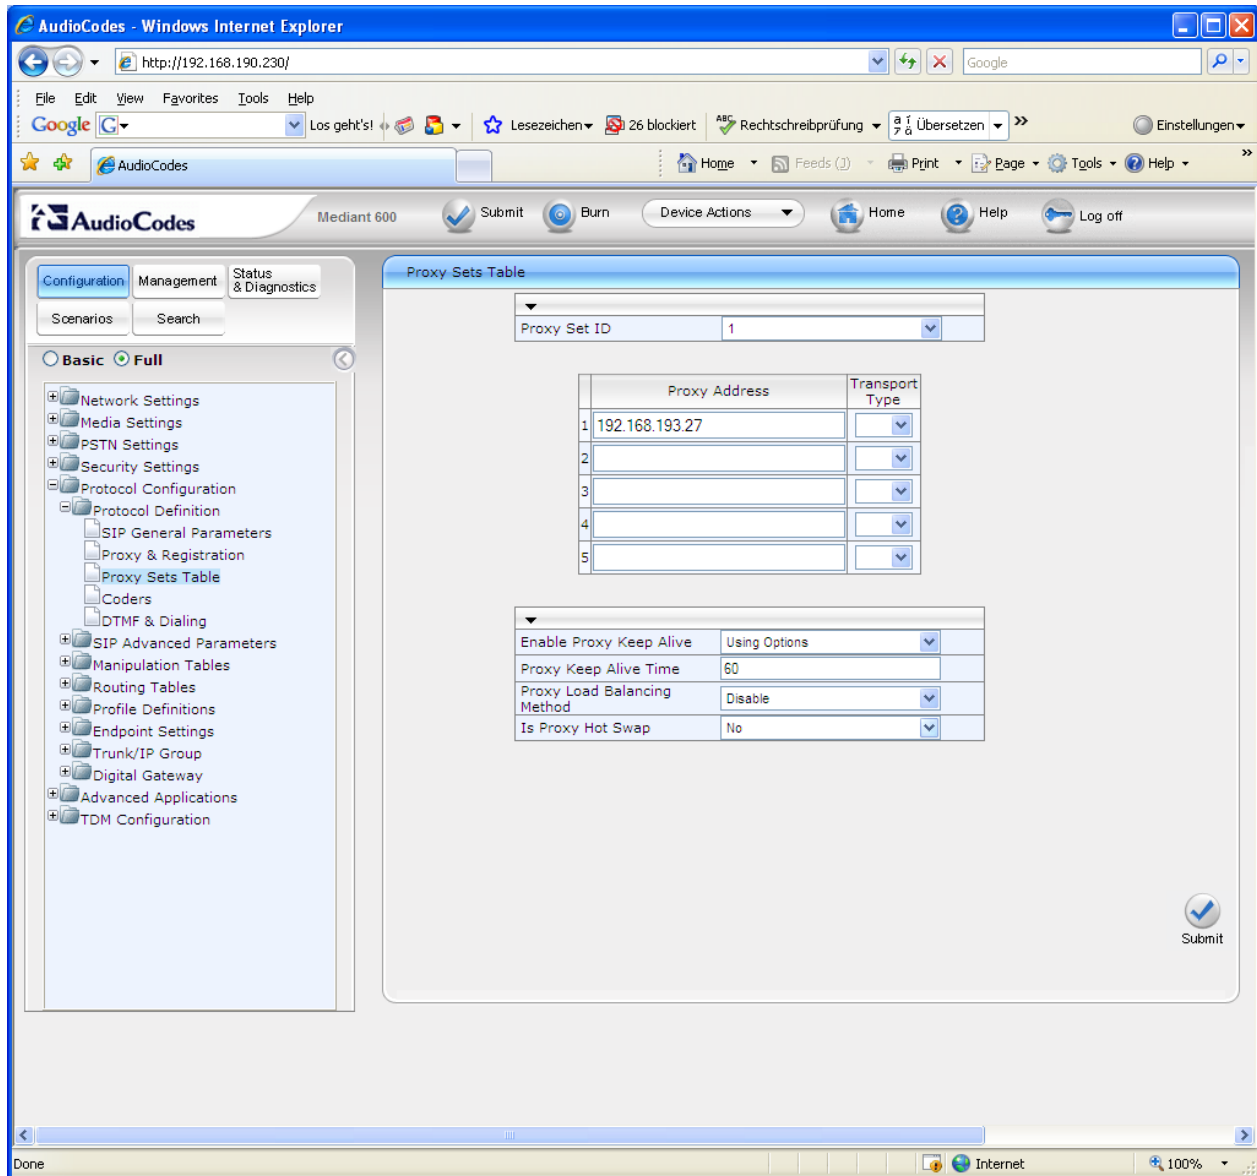 AudioCodes - Windows Internet Explorer
http://192.168.190.230/
Google
File Edit View Favorites Tools Help
Google G Los geht's! Lesezeichen 26 blockiert ABC Rechtschreibprüfung Übersetzen » Einstellungen
AudioCodes
Home Feeds (J) Print Page Tools Help »
AudioCodes
Mediant 600
Submit Burn Device Actions Home Help Log off
Configuration Management Status & Diagnostics
Scenarios Search
Basic Full
Network Settings
Media Settings
PSTN Settings
Security Settings
Protocol Configuration
Protocol Definition
SIP General Parameters
Proxy & Registration
Proxy Sets Table
Coders
DTMF & Dialing
SIP Advanced Parameters
Manipulation Tables
Routing Tables
Profile Definitions
Endpoint Settings
Trunk/IP Group
Digital Gateway
Advanced Applications
TDM Configuration
Proxy Sets Table
Proxy Set ID 1
Proxy Address Transport Type
1 192.168.193.27
2
3
4
5
Enable Proxy Keep Alive Using Options
Proxy Keep Alive Time 60
Proxy Load Balancing Method Disable
Is Proxy Hot Swap No
Submit
Done Internet 100%